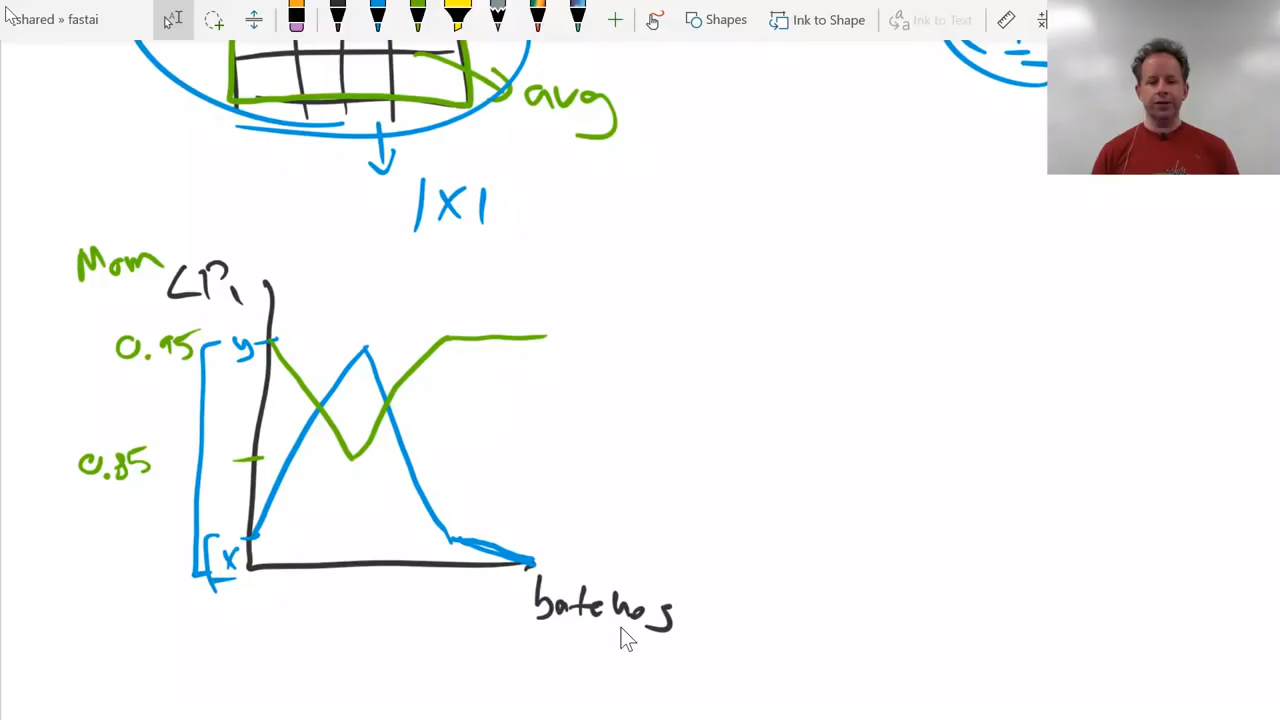 shared » fastai
Shapes
Ink to Shape
Ink to Text
avg
1x1
Mom
LR
0.95
y
0.85
x
batches